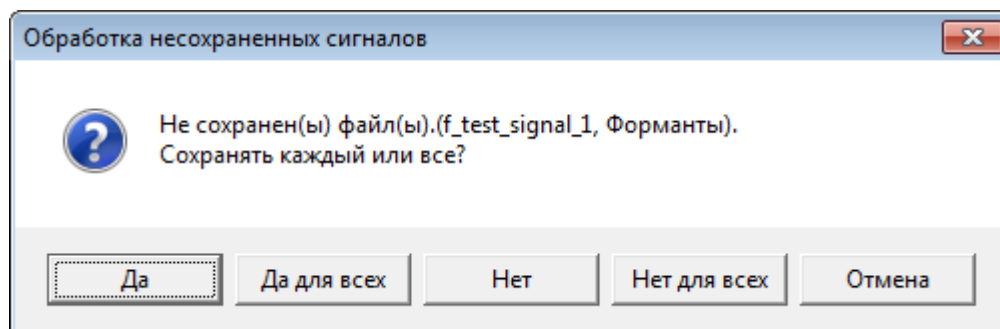 Обработка несохраненных сигналов
Не сохранен(ы) файл(ы).(f_test_signal_1, Форманты).
Сохранять каждый или все?
Да
Да для всех
Нет
Нет для всех
Отмена